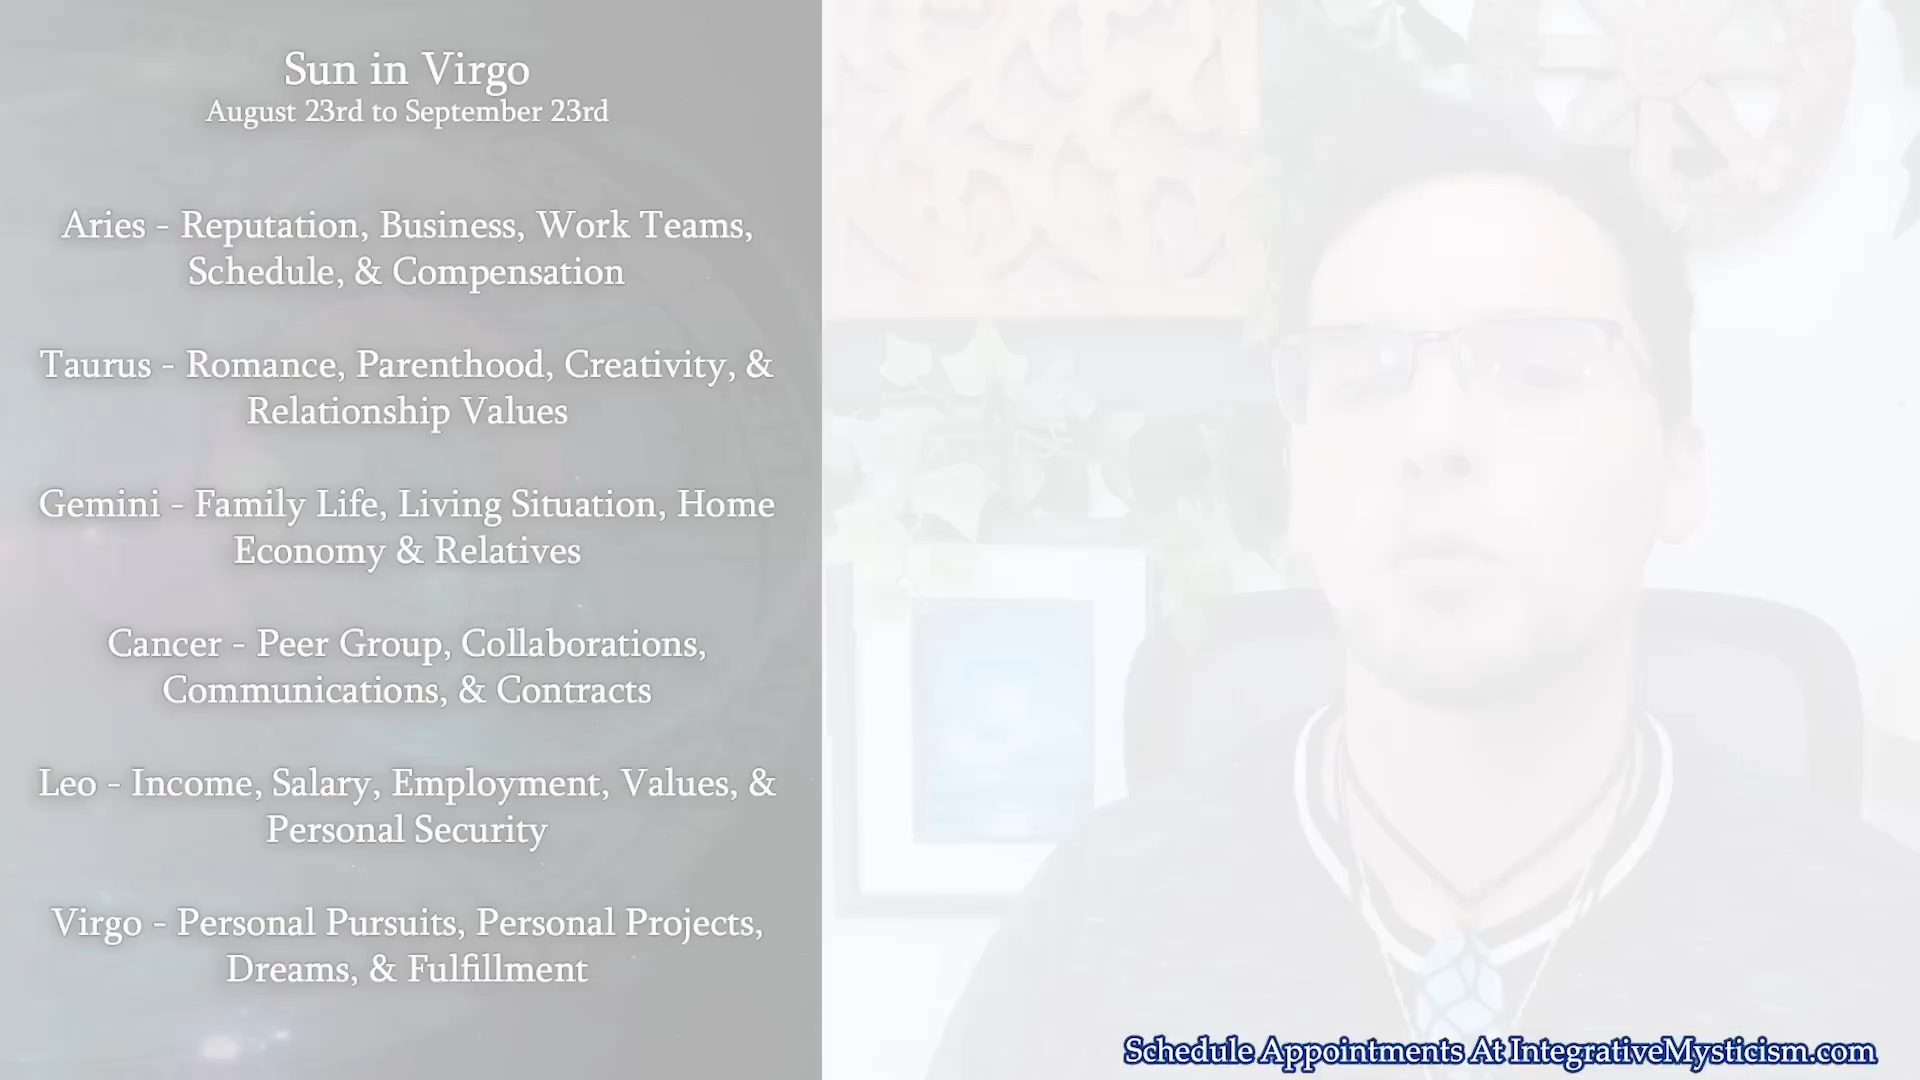 Sun in Virgo
August 23rd to September 23rd
Aries - Reputation, Business, Work Teams,
Schedule, & Compensation
Taurus - Romance, Parenthood, Creativity, &
Relationship Values
Gemini - Family Life, Living Situation, Home
Economy & Relatives
Cancer - Peer Group, Collaborations,
Communications, & Contracts
Leo - Income, Salary, Employment, Values, &
Personal Security
Virgo - Personal Pursuits, Personal Projects,
Dreams, & Fulfillment
Schedule Appointments At IntegrativeMysticism.com